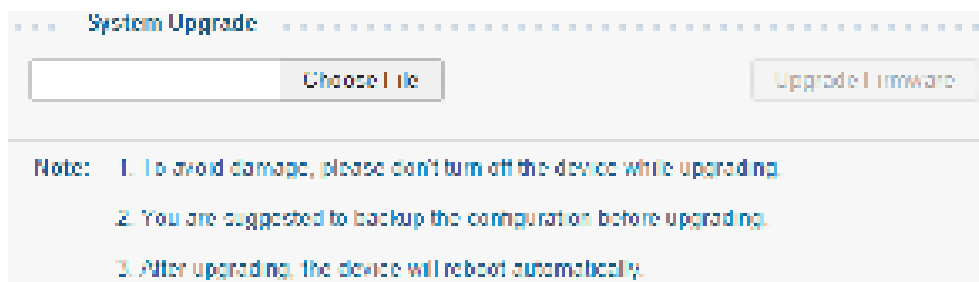 System Upgrade
Choose File
Upgrade Firmware
Note: 1. To avoid damage, please don't turn off the device while upgrading.
2. You are suggested to backup the configuration before upgrading.
3. After upgrading, the device will reboot automatically.